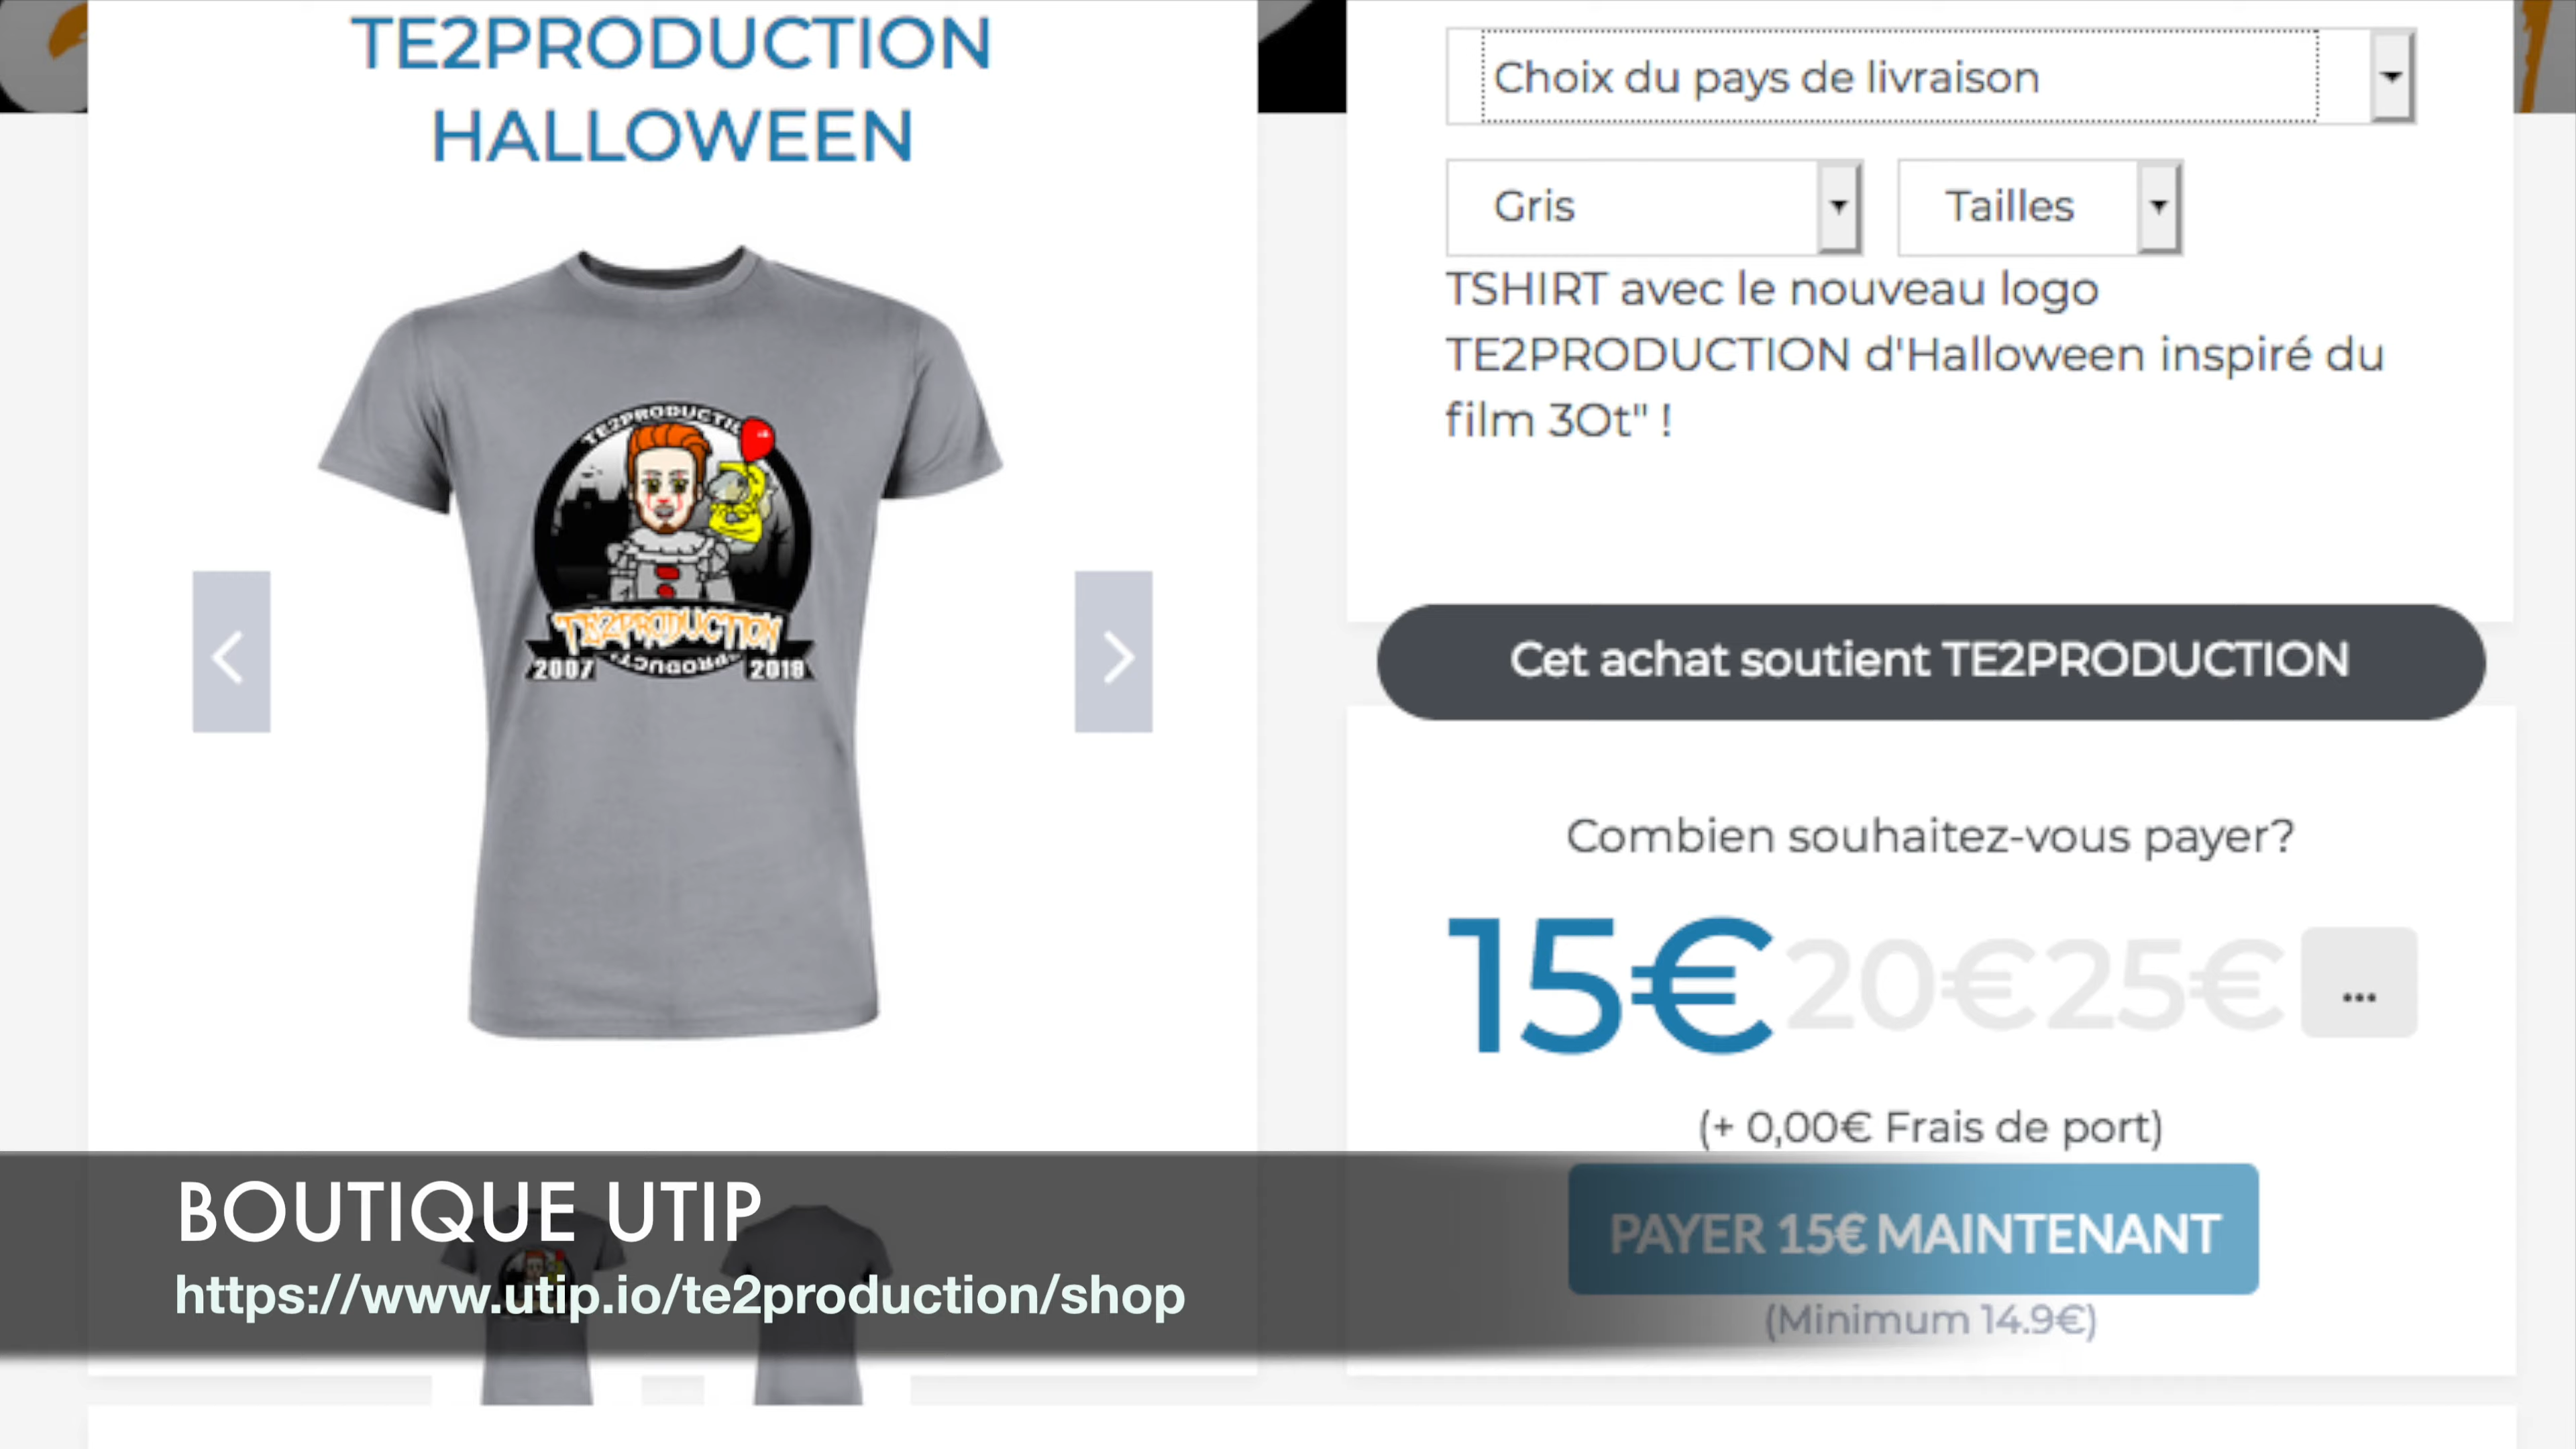 TE2PRODUCTION
HALLOWEEN
TE2PRODUCTI
TE2PRODUCTION
2007
2018
Choix du pays de livraison
Gris
Tailles
TSHIRT avec le nouveau logo
TE2PRODUCTION d'Halloween inspiré du
film 3Ot" !
Cet achat soutient TE2PRODUCTION
Combien souhaitez-vous payer?
15€ 20€ 25€ ...
(+ 0,00€ Frais de port)
PAYER 15€ MAINTENANT
(Minimum 14.9€)
BOUTIQUE UTIP
https://www.utip.io/te2production/shop